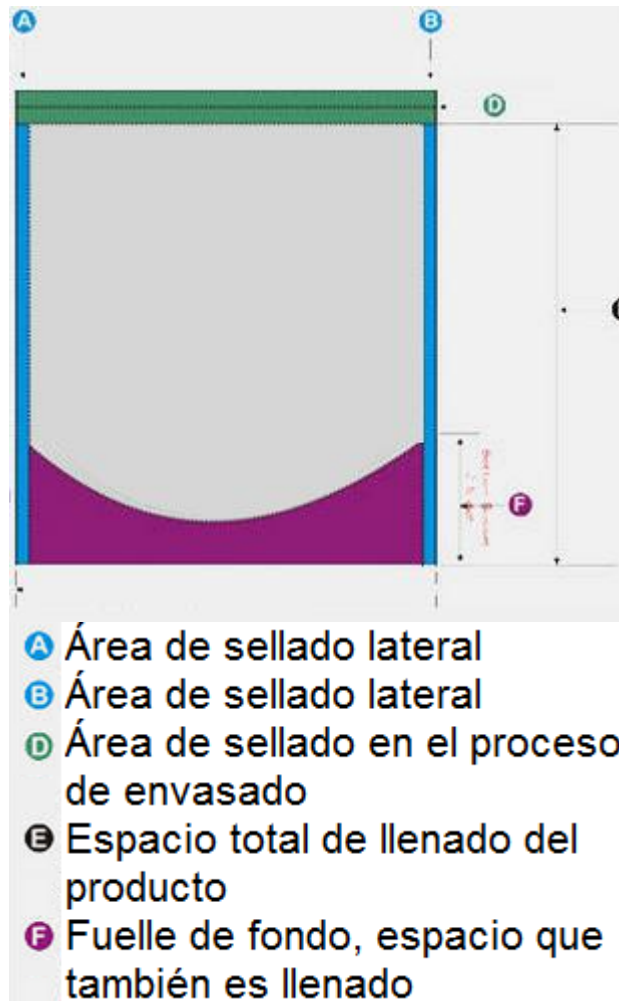 A B
D
F
A Área de sellado lateral
B Área de sellado lateral
D Área de sellado en el proceso
de envasado
E Espacio total de llenado del
producto
F Fuelle de fondo, espacio que
también es llenado